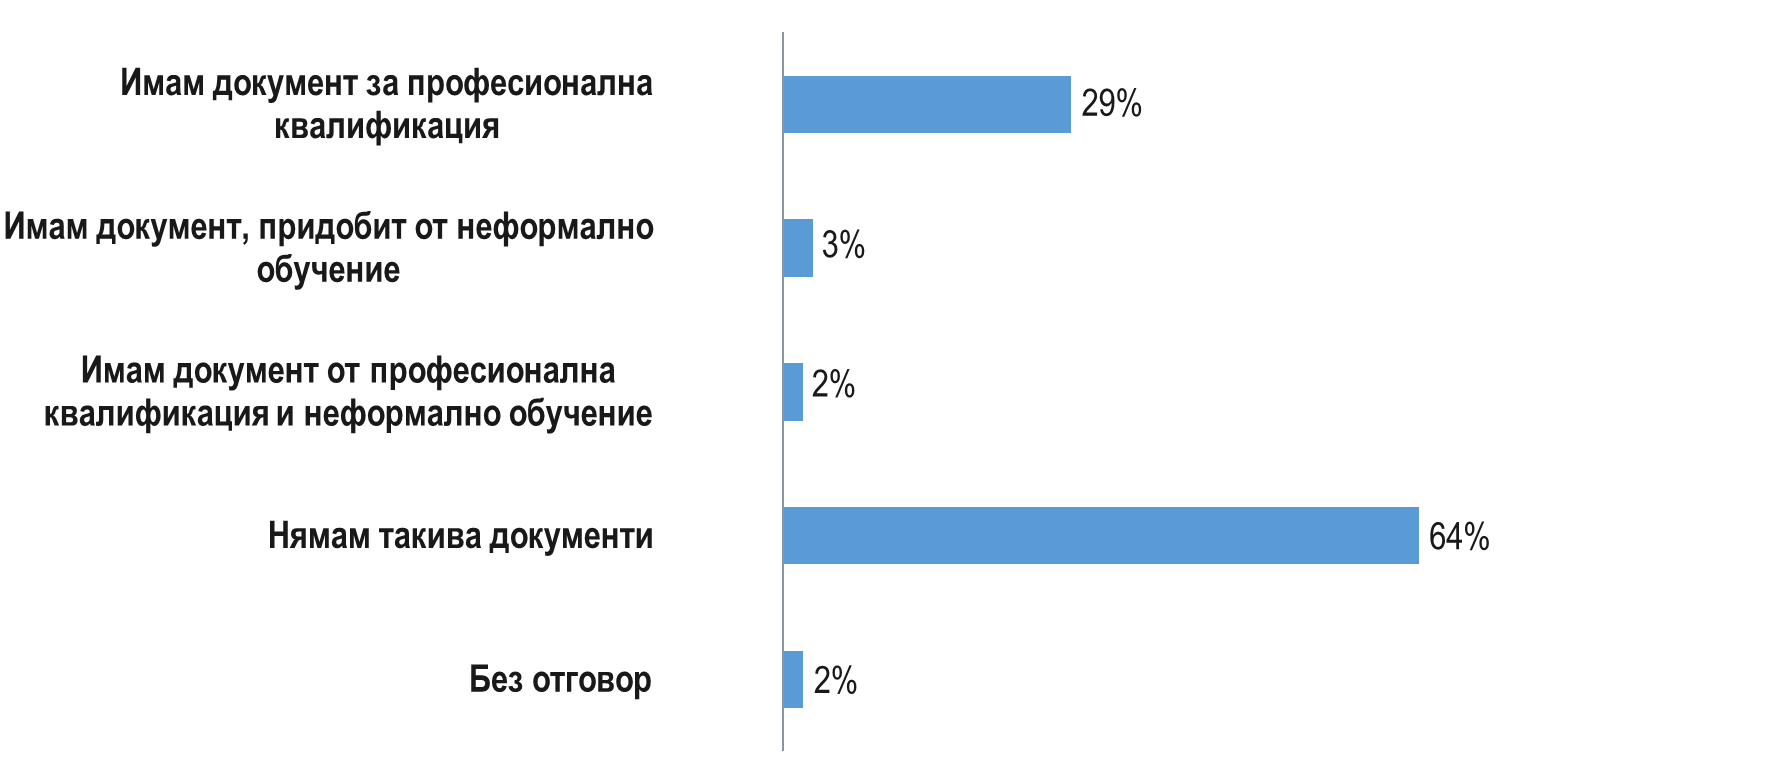 Имам документ за професионална
квалификация
29%
Имам документ, придобит от неформално
обучение
3%
Имам документ от професионална
квалификация и неформално обучение
2%
Нямам такива документи
64%
Без отговор
2%